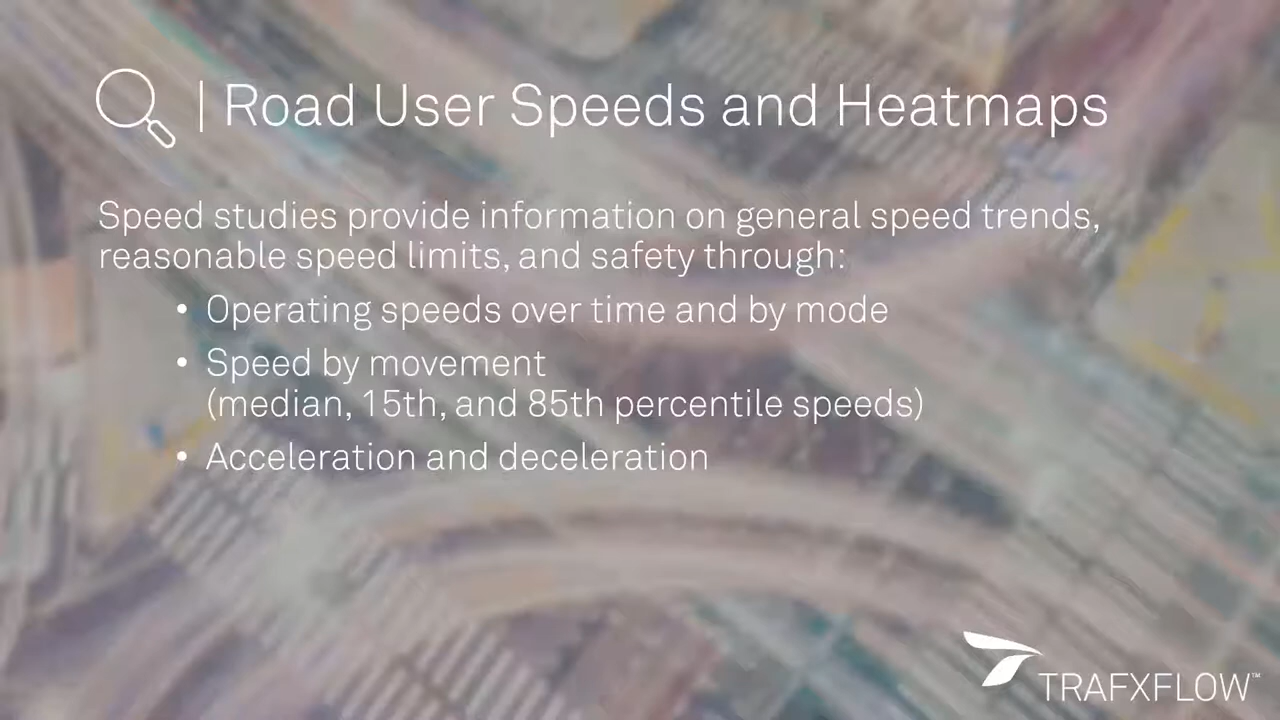 | Road User Speeds and Heatmaps
Speed studies provide information on general speed trends,
reasonable speed limits, and safety through:
• Operating speeds over time and by mode
• Speed by movement
(median, 15th, and 85th percentile speeds)
• Acceleration and deceleration
TRAFXFLOW™